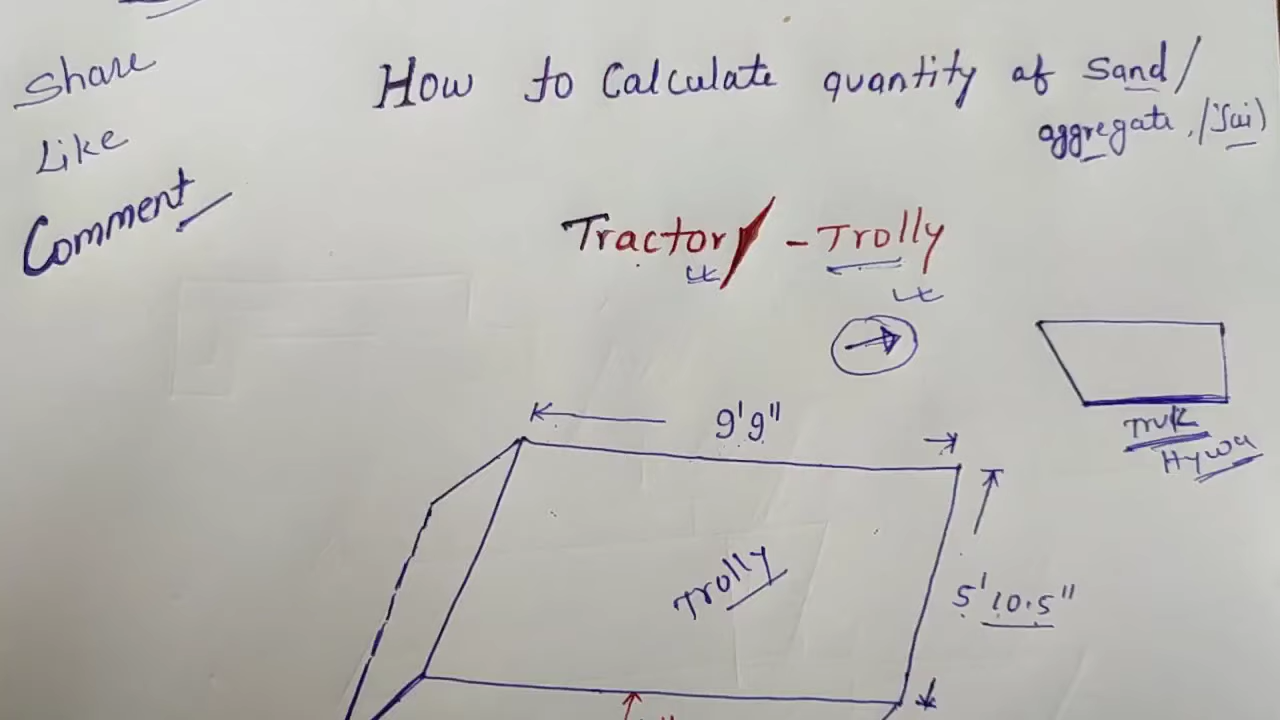 Share
Like
Comment
How to Calculate quantity of Sand/
aggregate,/Soil)
Tractor/ - Trolly
9'9"
Truk
Hywa
Trolly
5'10.5"